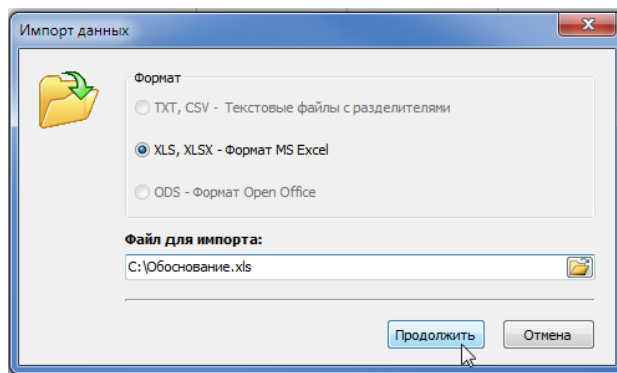 Импорт данных
Формат
TXT, CSV - Текстовые файлы с разделителями
XLS, XLSX - Формат MS Excel
ODS - Формат Open Office
Файл для импорта:
C:\Обоснование.xls
Продолжить
Отмена